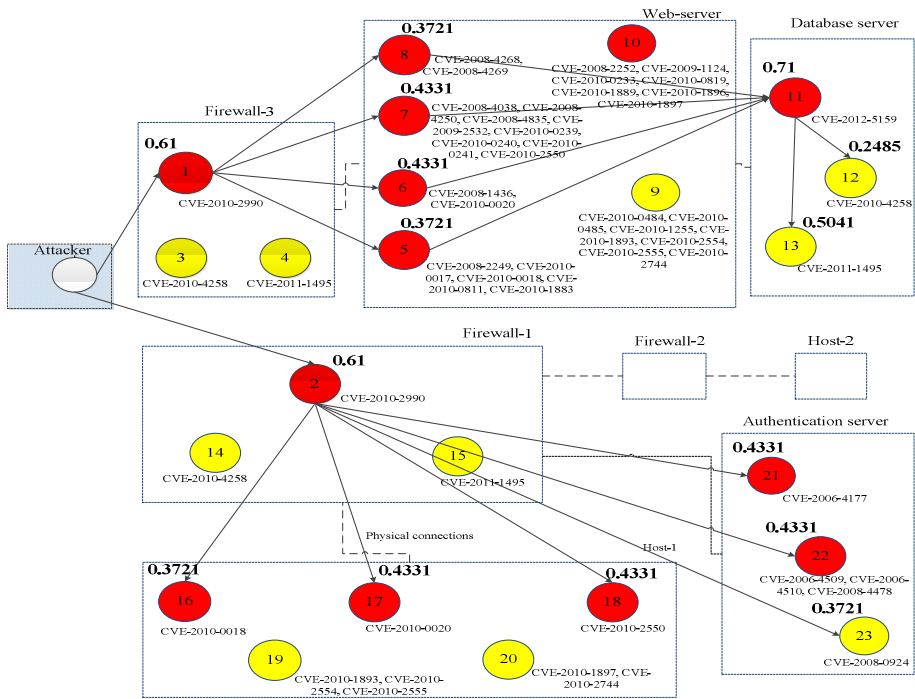 Web-server
0.3721
8
CVE-2008-4268,
CVE-2008-4269
10
CVE-2008-2252, CVE-2009-1124,
CVE-2010-0233, CVE-2010-0819,
CVE-2010-1889, CVE-2010-1896,
CVE-2010-1897
0.4331
7
CVE-2008-4038, CVE-2008-
4250, CVE-2008-4835, CVE-
2009-2532, CVE-2010-0239,
CVE-2010-0240, CVE-2010-
0241, CVE-2010-2550
0.4331
6
CVE-2008-1436,
CVE-2010-0020
9
CVE-2010-0484, CVE-2010-
0485, CVE-2010-1255, CVE-
2010-1893, CVE-2010-2554,
CVE-2010-2555, CVE-2010-
2744
0.3721
5
CVE-2008-2249, CVE-2010-
0017, CVE-2010-0018, CVE-
2010-0811, CVE-2010-1883
Database server
0.71
11
CVE-2012-5159
0.2485
12
CVE-2010-4258
0.5041
13
CVE-2011-1495
Firewall-3
0.61
1
CVE-2010-2990
3
CVE-2010-4258
4
CVE-2011-1495
Attacker
Firewall-1
0.61
2
CVE-2010-2990
14
CVE-2010-4258
15
CVE-2011-1495
Firewall-2
Host-2
Authentication server
0.4331
21
CVE-2006-4177
0.4331
22
CVE-2006-4509, CVE-2006-
4510, CVE-2008-4478
0.3721
23
CVE-2008-0924
Physical connections
Host-1
0.3721
16
CVE-2010-0018
0.4331
17
CVE-2010-0020
0.4331
18
CVE-2010-2550
19
CVE-2010-1893, CVE-
2010-2554, CVE-2010-2555
20
CVE-2010-1897, CVE-
2010-2744